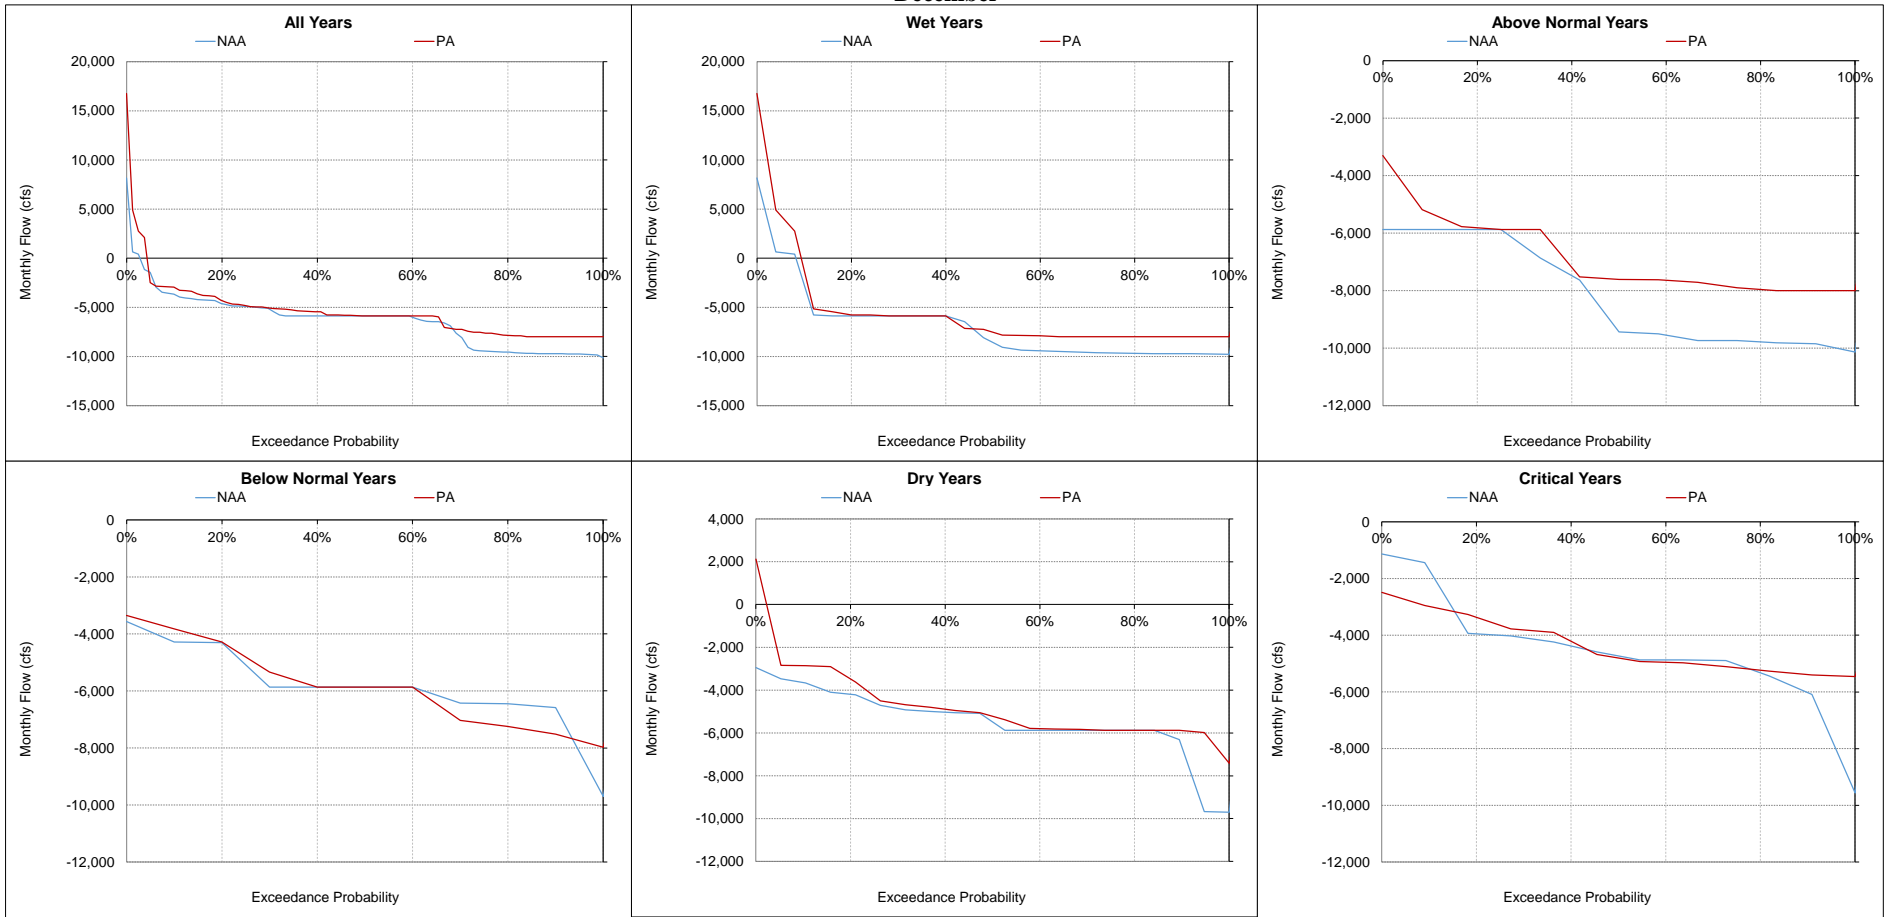 All Years
NAA PA
20,000
15,000
10,000
5,000
0
-5,000
-10,000
-15,000
0% 20% 40% 60% 80% 100%
Monthly Flow (cfs)
Exceedance Probability
Wet Years
NAA PA
20,000
15,000
10,000
5,000
0
-5,000
-10,000
-15,000
0% 20% 40% 60% 80% 100%
Monthly Flow (cfs)
Exceedance Probability
Above Normal Years
NAA PA
0
-2,000
-4,000
-6,000
-8,000
-10,000
-12,000
0% 20% 40% 60% 80% 100%
Monthly Flow (cfs)
Exceedance Probability
Below Normal Years
NAA PA
0
-2,000
-4,000
-6,000
-8,000
-10,000
-12,000
0% 20% 40% 60% 80% 100%
Monthly Flow (cfs)
Exceedance Probability
Dry Years
NAA PA
4,000
2,000
0
-2,000
-4,000
-6,000
-8,000
-10,000
-12,000
0% 20% 40% 60% 80% 100%
Monthly Flow (cfs)
Exceedance Probability
Critical Years
NAA PA
0
-2,000
-4,000
-6,000
-8,000
-10,000
-12,000
0% 20% 40% 60% 80% 100%
Monthly Flow (cfs)
Exceedance Probability